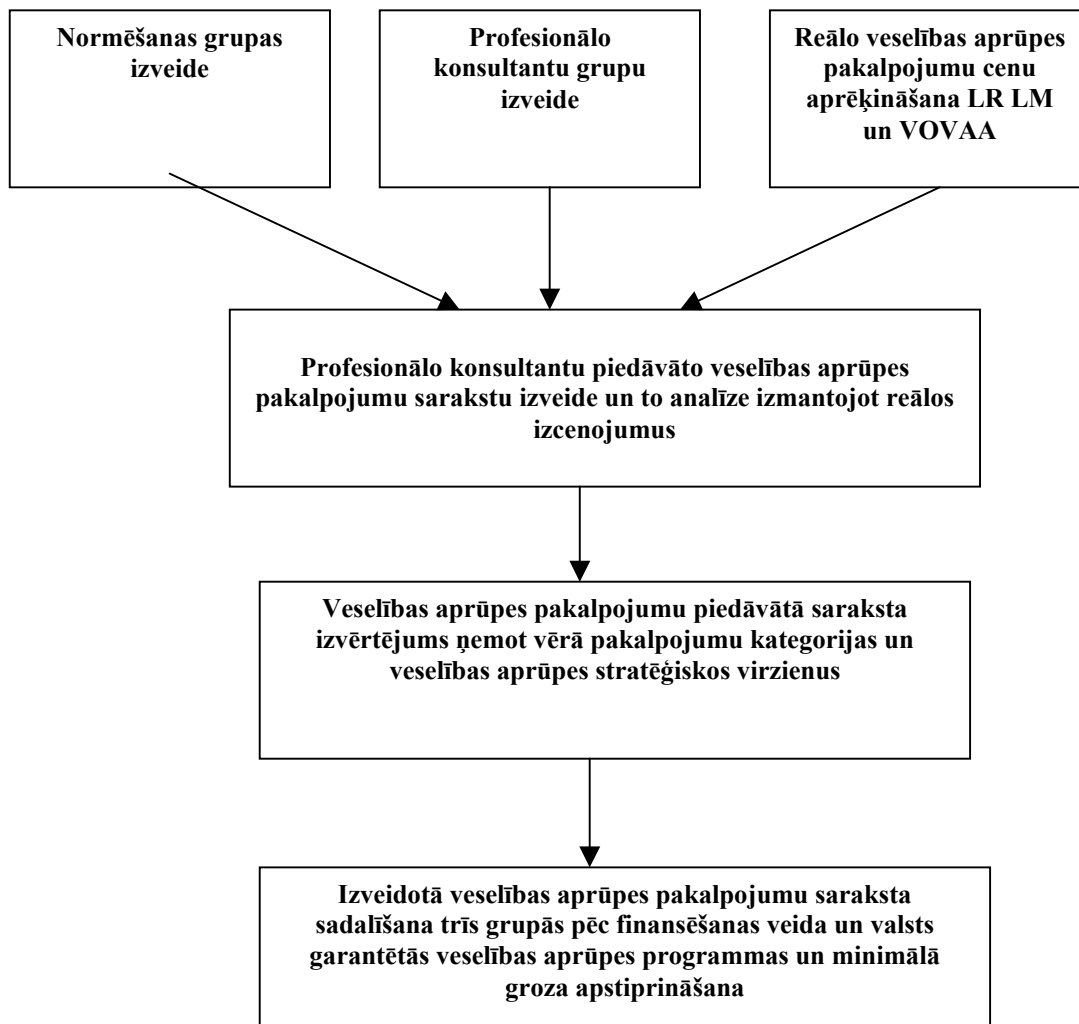 Normēšanas grupas
izveide
Profesionālo
konsultantu grupu
izveide
Reālo veselības aprūpes
pakalpojumu cenu
aprēķināšana LR LM
un VOVAA
Profesionālo konsultantu piedāvāto veselības aprūpes
pakalpojumu sarakstu izveide un to analīze izmantojot reālos
izcenojumus
Veselības aprūpes pakalpojumu piedāvātā saraksta
izvērtējums ņemot vērā pakalpojumu kategorijas un
veselības aprūpes stratēģiskos virzienus
Izveidotā veselības aprūpes pakalpojumu saraksta
sadalīšana trīs grupās pēc finansēšanas veida un valsts
garantētās veselības aprūpes programmas un minimālā
groza apstiprināšana